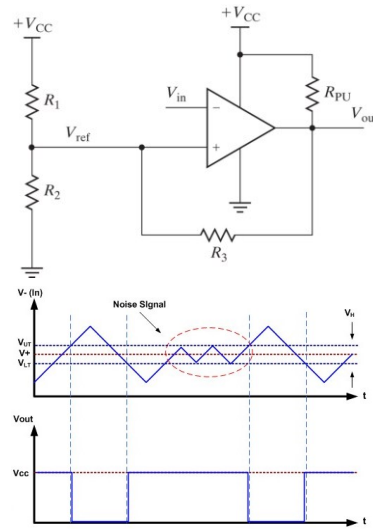 +VCC
+VCC
R1
RPU
Vin
−
Vref
+
Vou
R2
R3
V- (In)
Noise Signal
VH
VUT
V+
VLT
t
Vout
Vcc
t